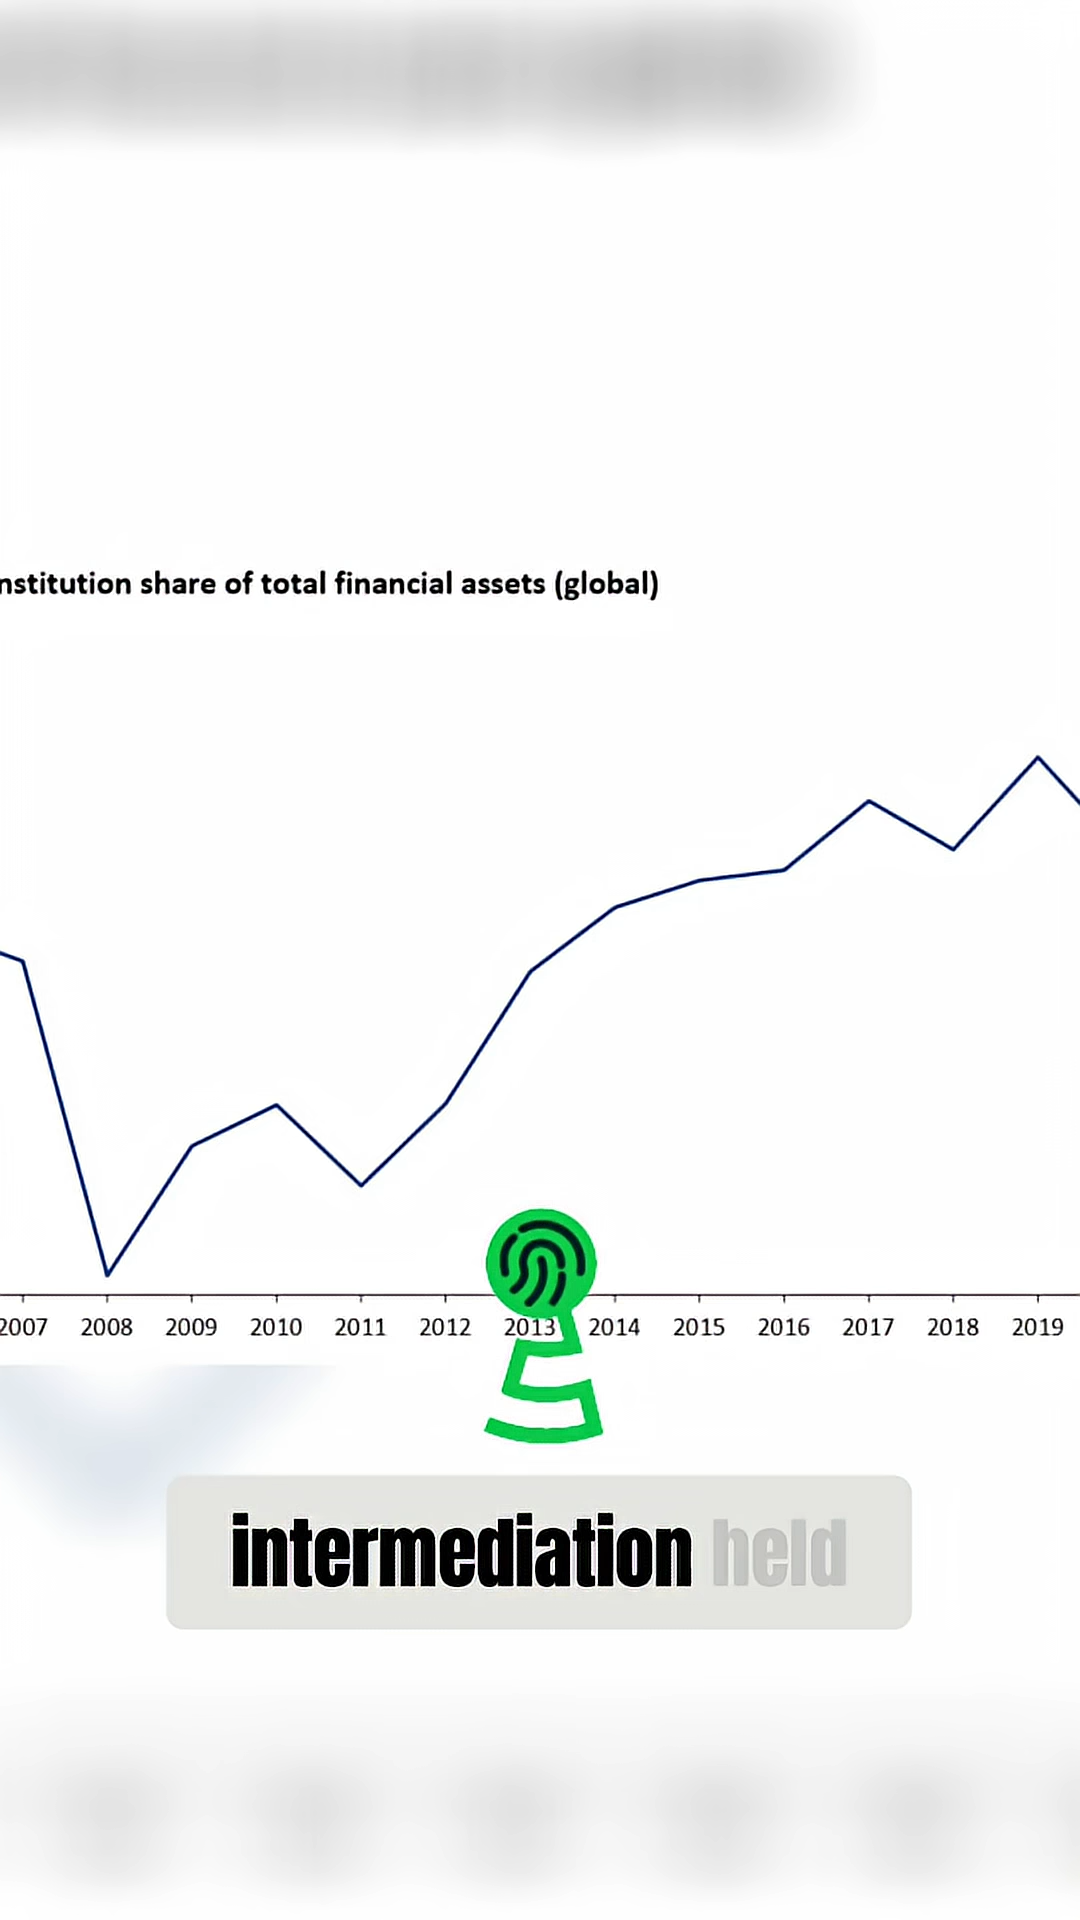 nstitution share of total financial assets (global)
2007 2008 2009 2010 2011 2012 2013 2014 2015 2016 2017 2018 2019
intermediation held